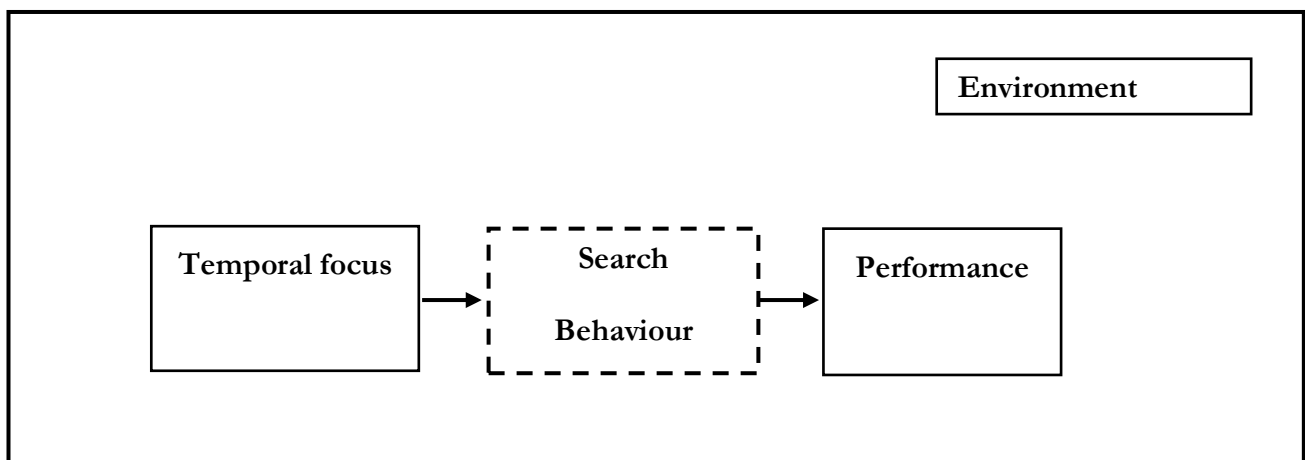 Environment
Temporal focus
Search
Behaviour
Performance